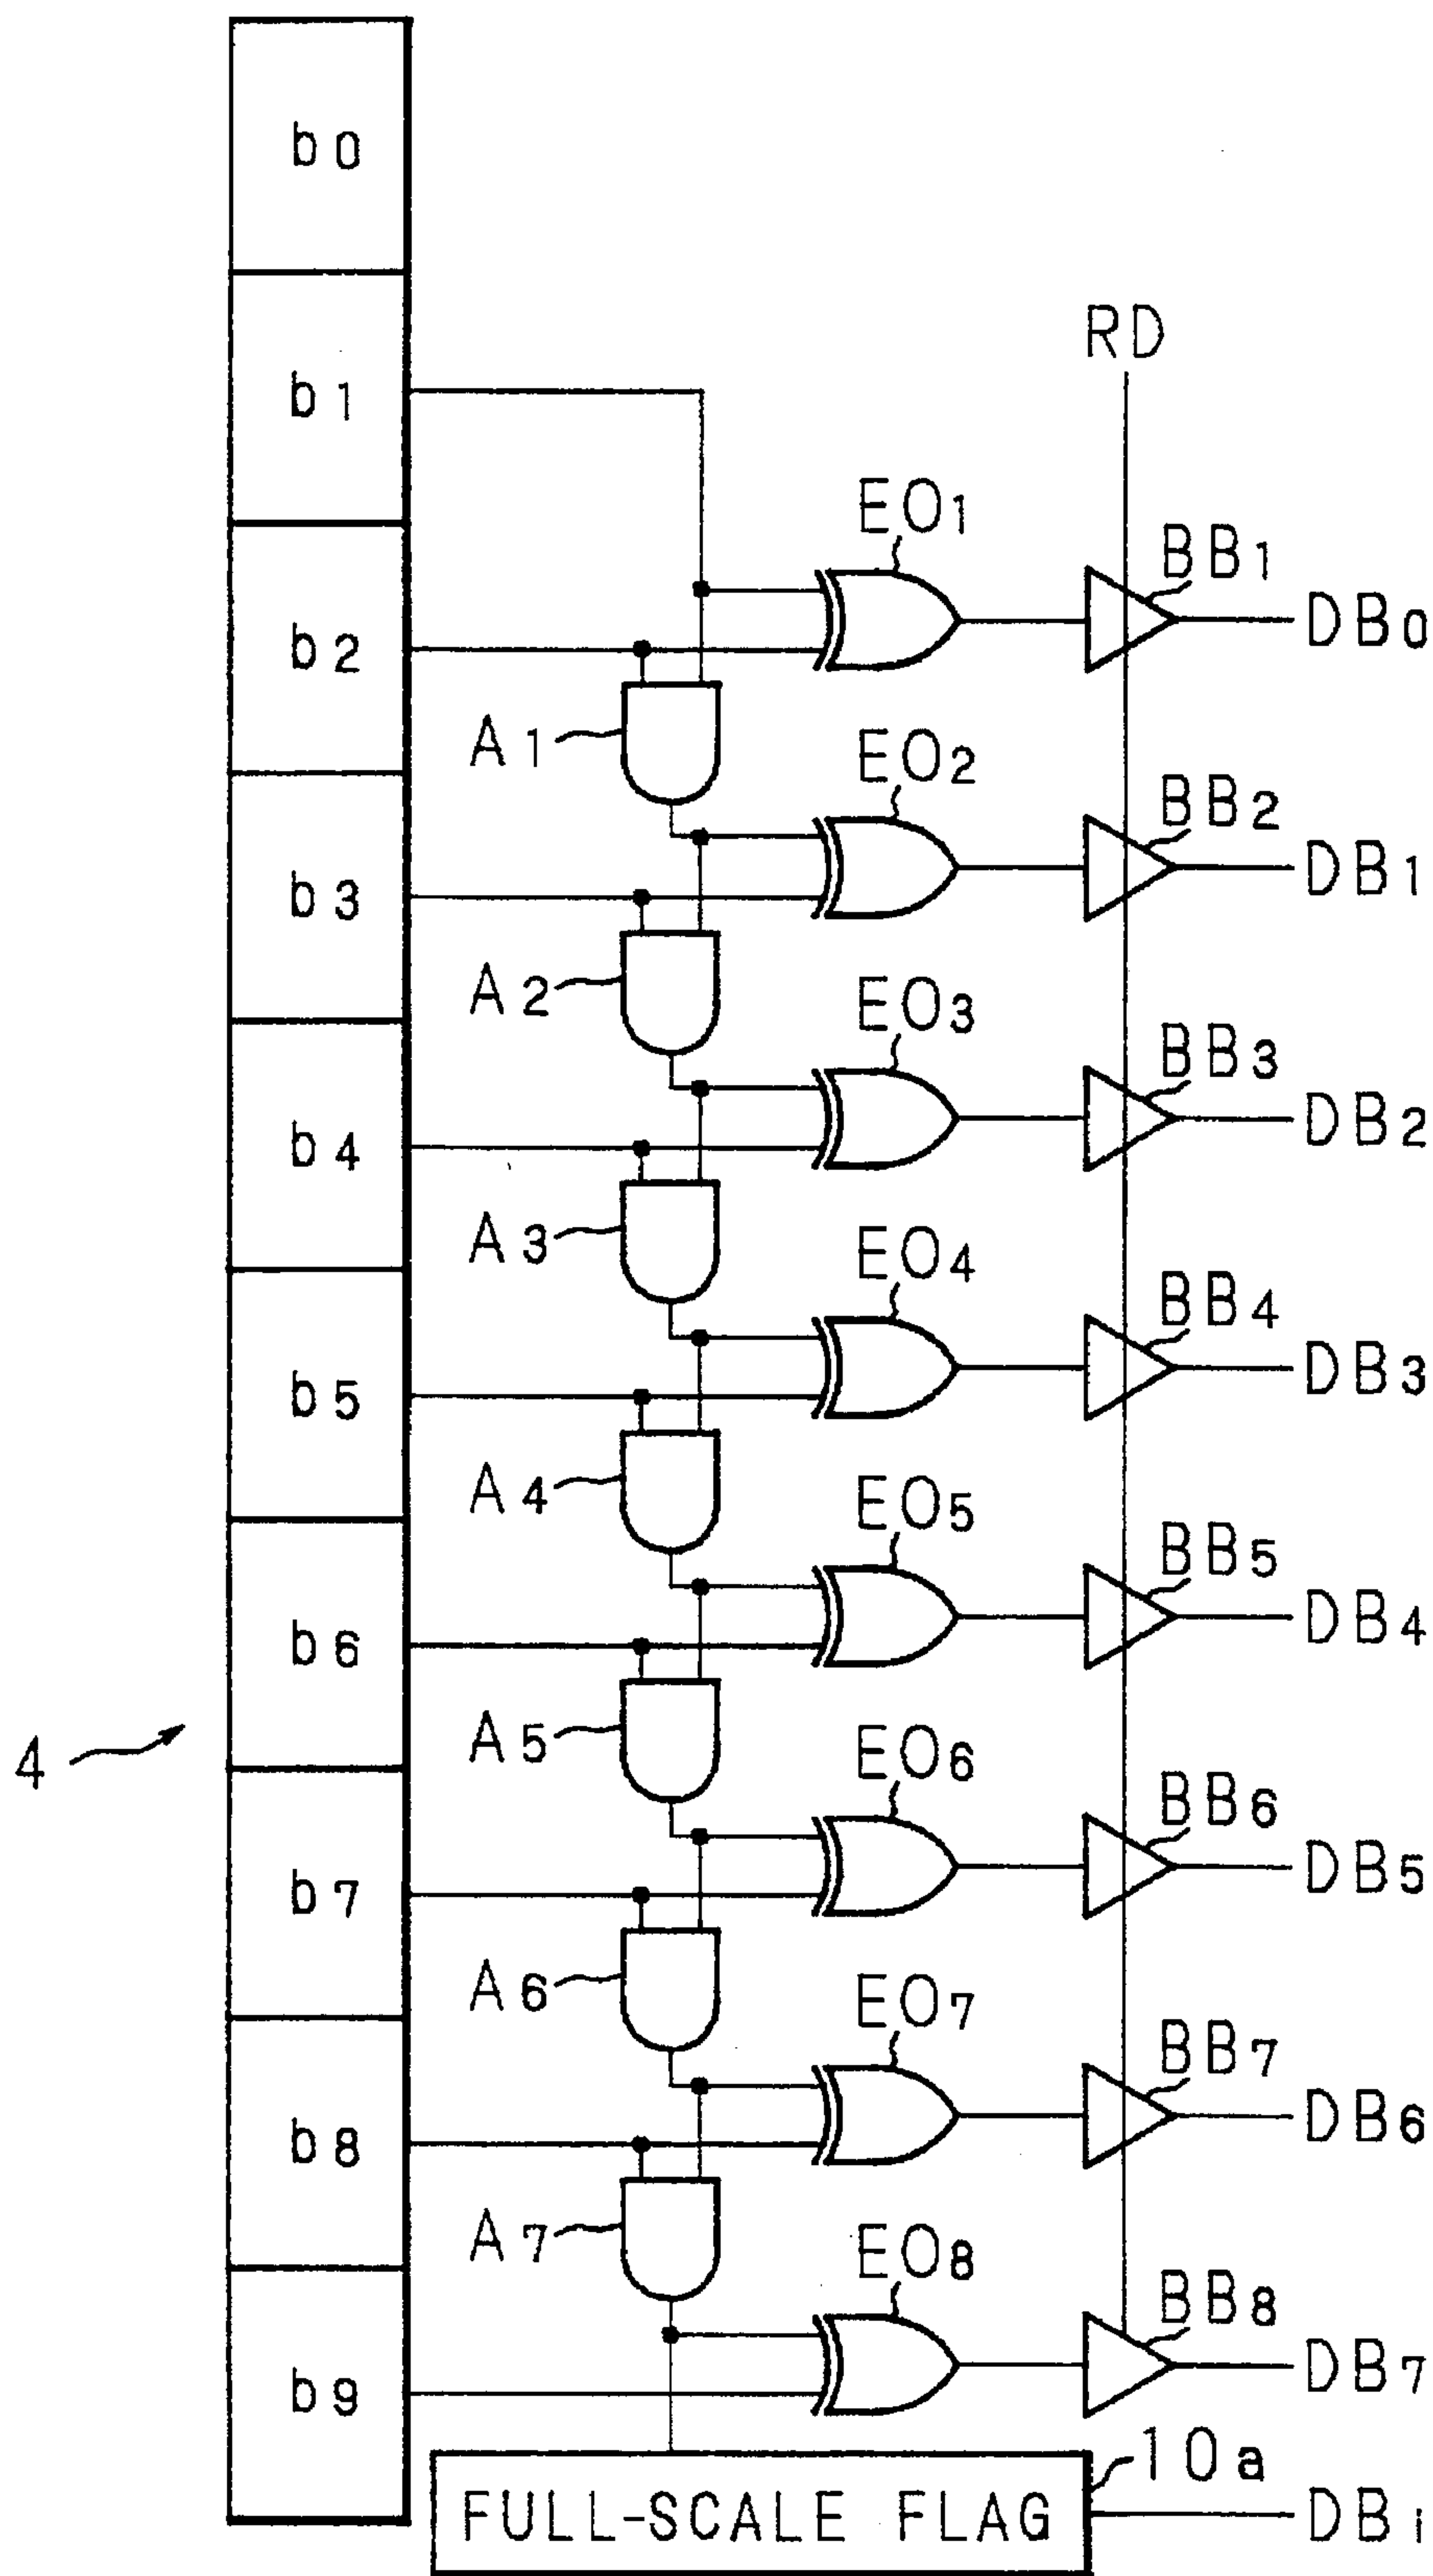 b0
b1
RD
EO1
BB1
DB0
b2
A1
EO2
BB2
DB1
b3
A2
EO3
BB3
DB2
b4
A3
EO4
BB4
DB3
b5
A4
EO5
BB5
DB4
b6
4
A5
EO6
BB6
DB5
b7
A6
EO7
BB7
DB6
b8
A7
EO8
BB8
DB7
b9
10a
FULL-SCALE FLAG
DBi